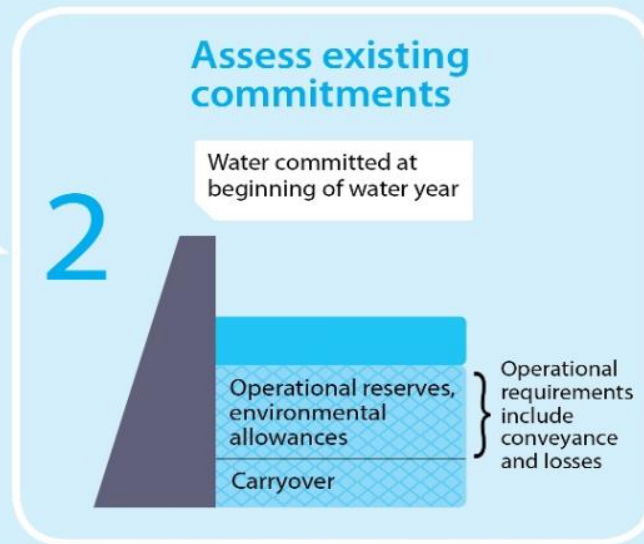 Assess existing
commitments
Water committed at
beginning of water year
2
Operational reserves,
environmental
allowances
Carryover
Operational
requirements
include
conveyance
and losses